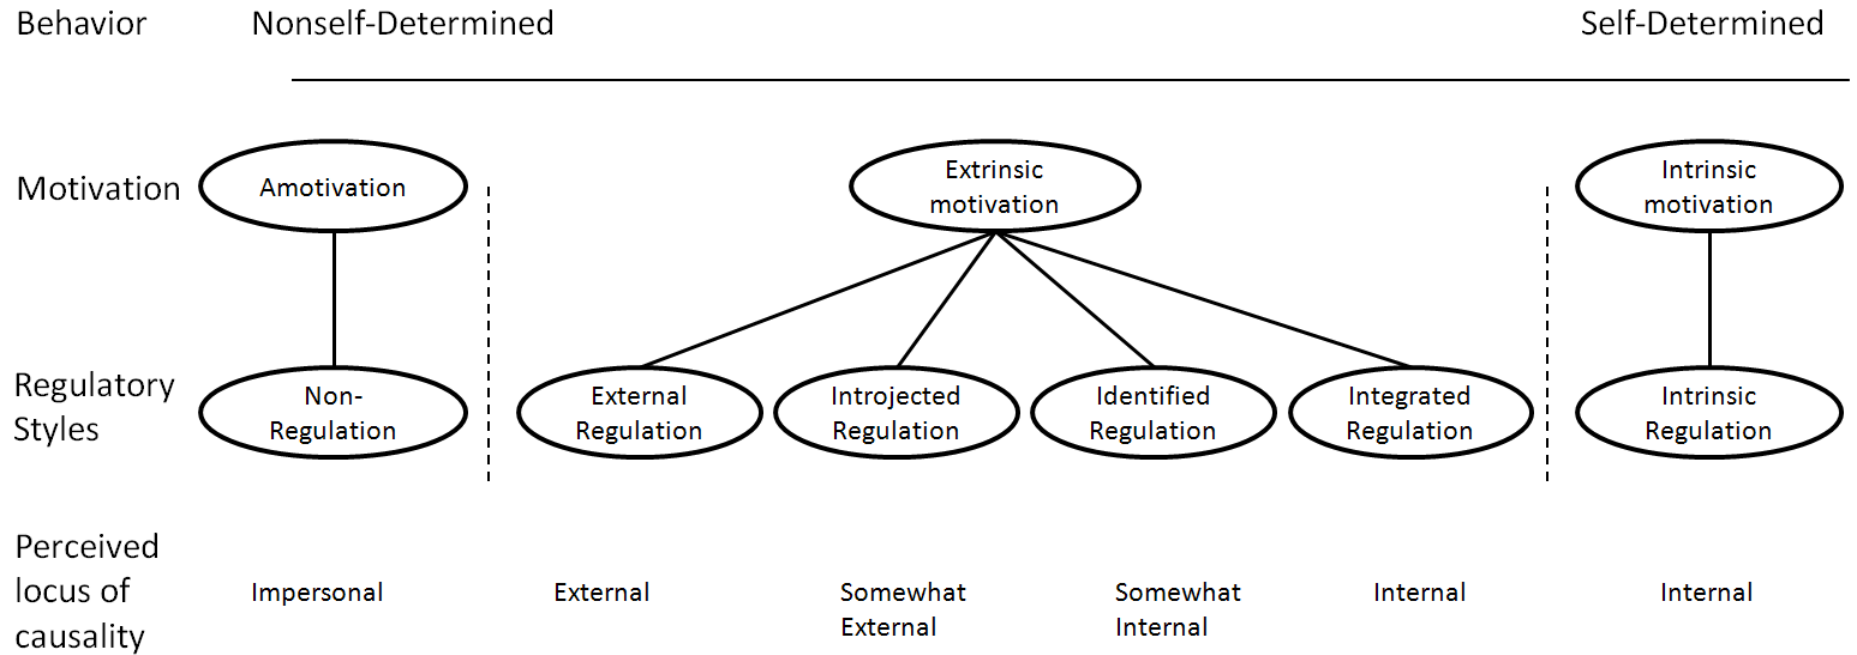 Behavior
Nonself-Determined
Self-Determined
Motivation
Amotivation
Extrinsic
motivation
Intrinsic
motivation
Regulatory
Styles
Non-
Regulation
External
Regulation
Introjected
Regulation
Identified
Regulation
Integrated
Regulation
Intrinsic
Regulation
Perceived
locus of
causality
Impersonal
External
Somewhat
External
Somewhat
Internal
Internal
Internal